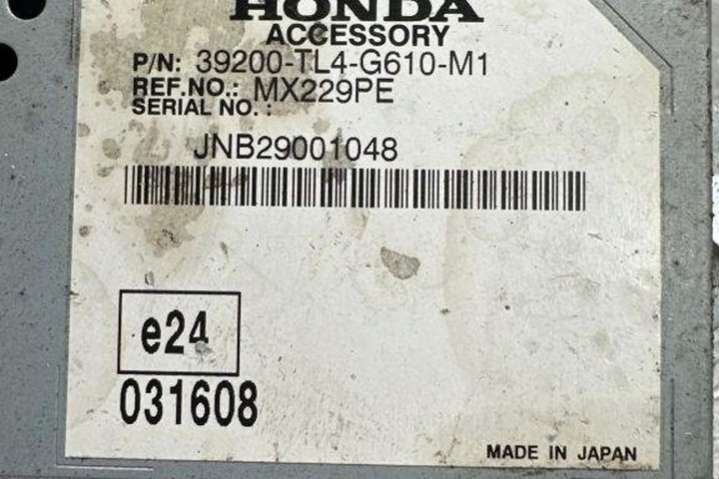 HONDA
ACCESSORY
P/N: 39200-TL4-G610-M1
REF.NO.: MX229PE
SERIAL NO. :
JNB29001048
e24
031608
MADE IN JAPAN